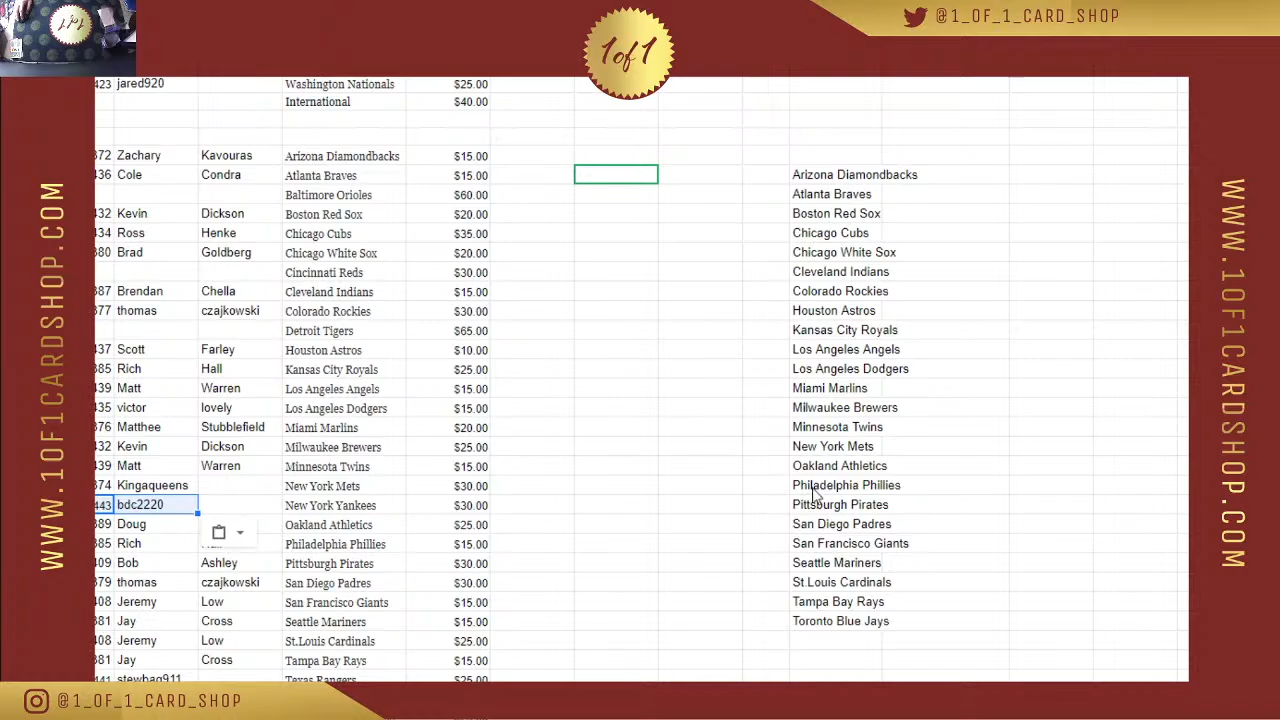 1of1
@1_OF_1_CARD_SHOP
1of1
WWW.1OF1CARDSHOP.COM
423 jared920 Washington Nationals $25.00
International $40.00
372 Zachary Kavouras Arizona Diamondbacks $15.00
436 Cole Condra Atlanta Braves $15.00 Arizona Diamondbacks
Baltimore Orioles $60.00 Atlanta Braves
432 Kevin Dickson Boston Red Sox $20.00 Boston Red Sox
434 Ross Henke Chicago Cubs $35.00 Chicago Cubs
380 Brad Goldberg Chicago White Sox $20.00 Chicago White Sox
Cincinnati Reds $30.00 Cleveland Indians
387 Brendan Chella Cleveland Indians $15.00 Colorado Rockies
377 thomas czajkowski Colorado Rockies $30.00 Houston Astros
Detroit Tigers $65.00 Kansas City Royals
437 Scott Farley Houston Astros $10.00 Los Angeles Angels
385 Rich Hall Kansas City Royals $25.00 Los Angeles Dodgers
439 Matt Warren Los Angeles Angels $15.00 Miami Marlins
435 victor lovely Los Angeles Dodgers $15.00 Milwaukee Brewers
376 Matthee Stubblefield Miami Marlins $20.00 Minnesota Twins
432 Kevin Dickson Milwaukee Brewers $25.00 New York Mets
439 Matt Warren Minnesota Twins $15.00 Oakland Athletics
374 Kingaqueens New York Mets $30.00 Philadelphia Phillies
443 bdc2220 New York Yankees $30.00 Pittsburgh Pirates
389 Doug Oakland Athletics $25.00 San Diego Padres
385 Rich Philadelphia Phillies $15.00 San Francisco Giants
409 Bob Ashley Pittsburgh Pirates $30.00 Seattle Mariners
379 thomas czajkowski San Diego Padres $30.00 St.Louis Cardinals
408 Jeremy Low San Francisco Giants $15.00 Tampa Bay Rays
381 Jay Cross Seattle Mariners $15.00 Toronto Blue Jays
408 Jeremy Low St.Louis Cardinals $25.00
381 Jay Cross Tampa Bay Rays $15.00
441 stewbag911 Texas Rangers $25.00
WWW.1OF1CARDSHOP.COM
@1_OF_1_CARD_SHOP